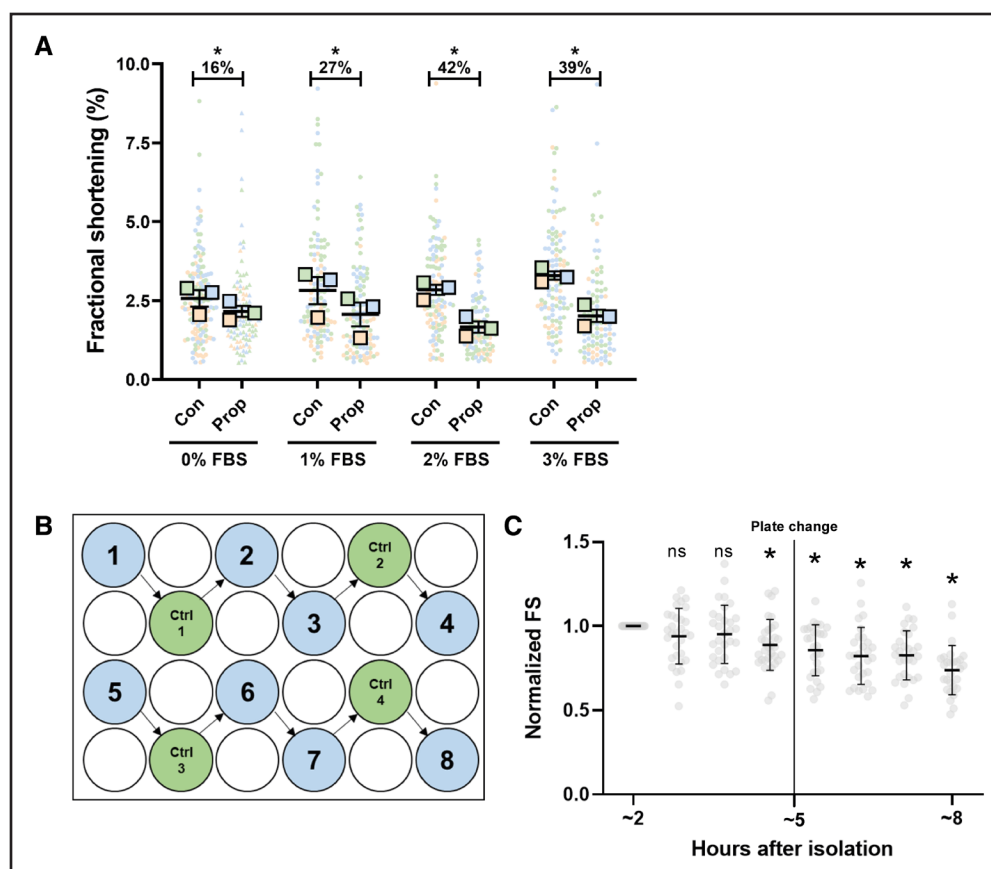 A
* * * *
16% 27% 42% 39%
10.0
7.5
5.0
2.5
0.0
Fractional shortening (%)
Con Prop Con Prop Con Prop Con Prop
0% FBS 1% FBS 2% FBS 3% FBS
B
1 2 Ctrl 2
Ctrl 1 3 4
5 6 Ctrl 4
Ctrl 3 7 8
C
Plate change
ns ns * * * * *
1.5
1.0
0.5
0.0
Normalized FS
~2 ~5 ~8
Hours after isolation